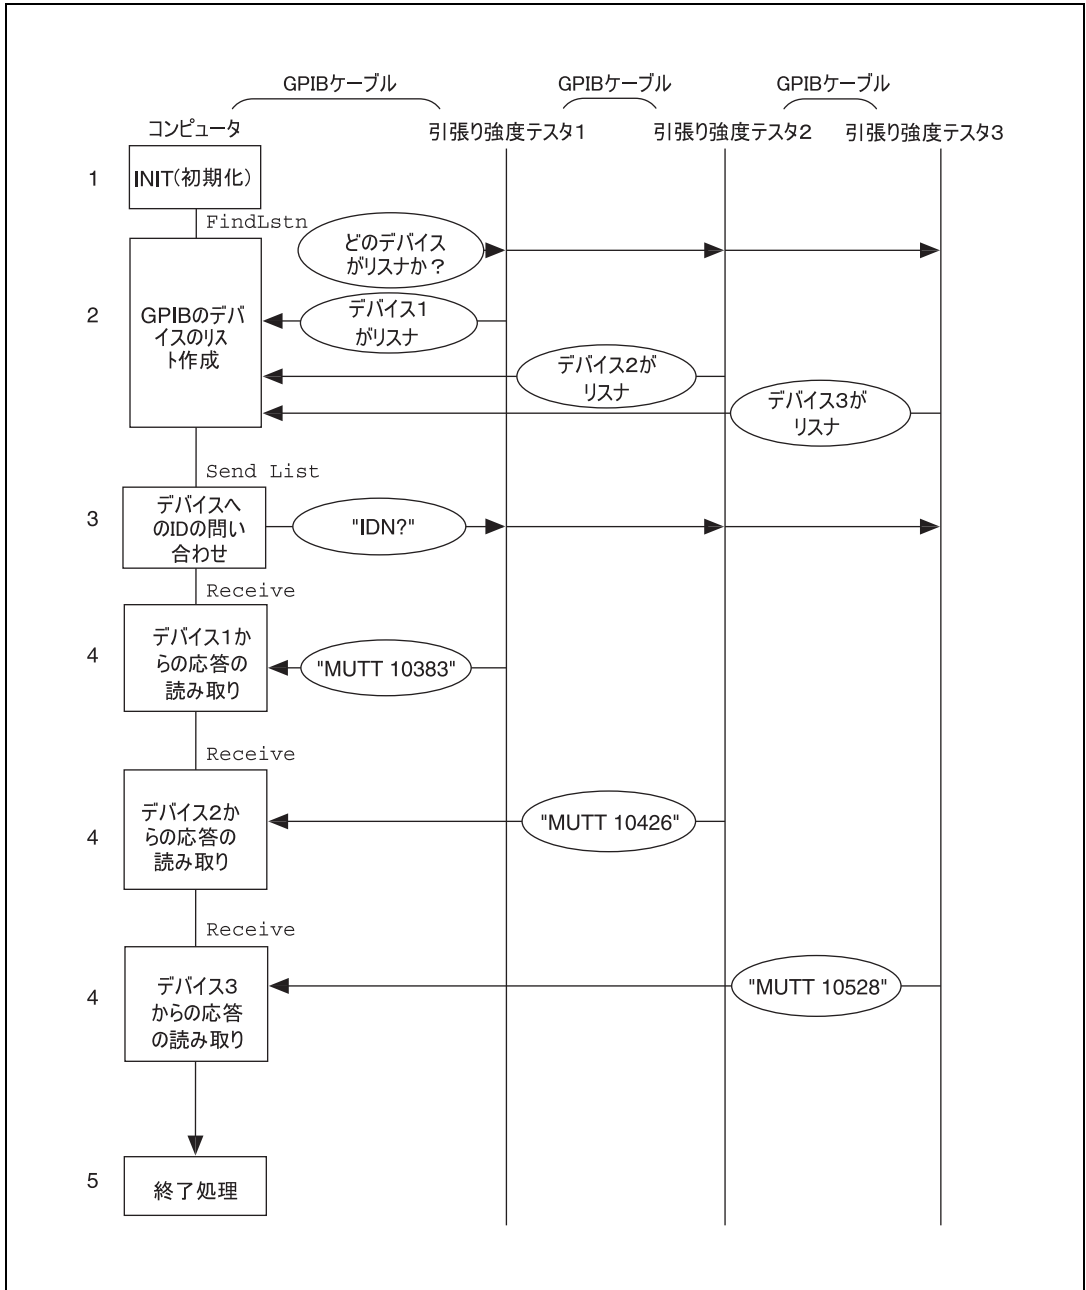 GPIBケーブル
GPIBケーブル
GPIBケーブル
コンピュータ
引張り強度テスタ1
引張り強度テスタ2
引張り強度テスタ3
1
INIT(初期化)
FindLstn
どのデバイス
がリスナか？
2
GPIBのデバ
イスのリス
ト作成
デバイス1
がリスナ
デバイス2が
リスナ
デバイス3が
リスナ
Send List
3
デバイスへ
のIDの問い
合わせ
"IDN?"
Receive
4
デバイス1か
らの応答の
読み取り
"MUTT 10383"
Receive
4
デバイス2か
らの応答の
読み取り
"MUTT 10426"
Receive
4
デバイス3
からの応答
の読み取り
"MUTT 10528"
5
終了処理